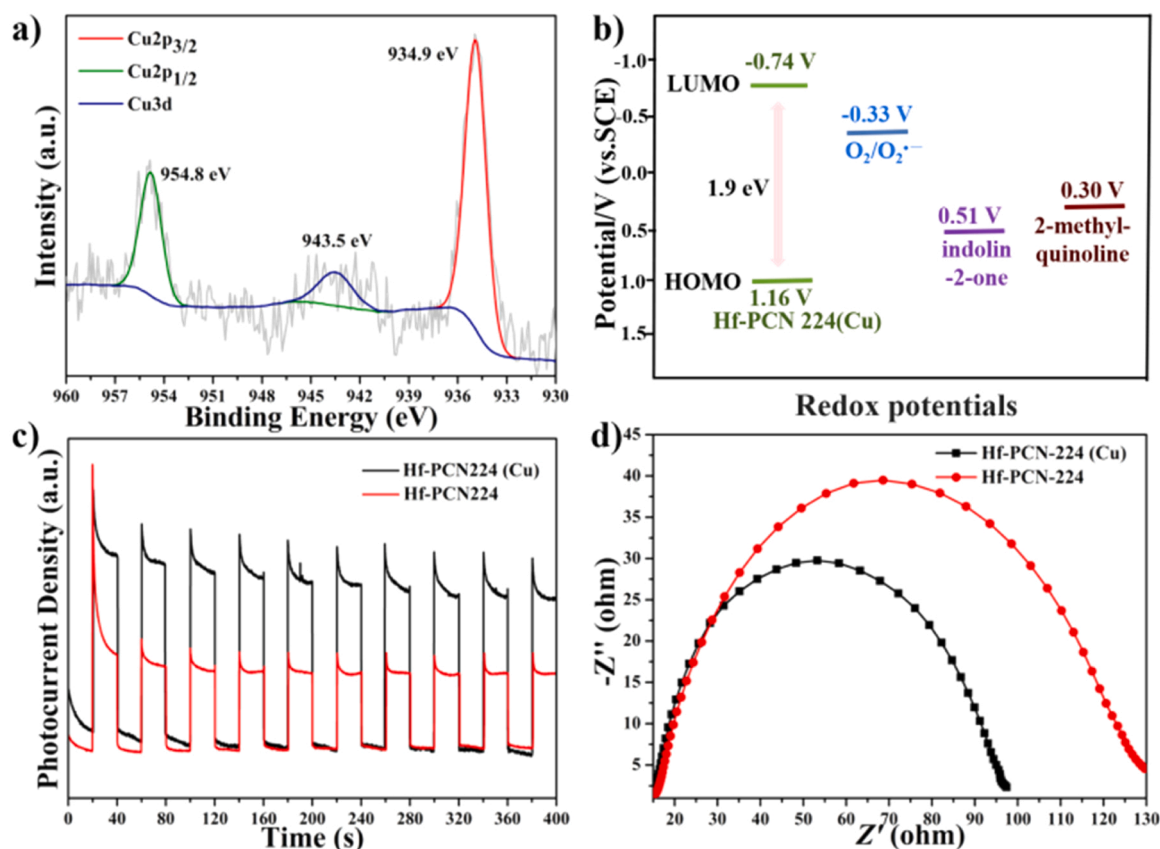 a)
Intensity (a.u.)
Cu2p3/2
Cu2p1/2
Cu3d
934.9 eV
954.8 eV
943.5 eV
960 957 954 951 948 945 942 939 936 933 930
Binding Energy (eV)
b)
Potential/V (vs.SCE)
-1.0
-0.5
0.0
0.5
1.0
1.5
-0.74 V
LUMO
-0.33 V
O2/O2•—
1.9 eV
0.30 V
0.51 V
2-methyl-
indolin
quinoline
-2-one
HOMO
1.16 V
Hf-PCN 224(Cu)
Redox potentials
c)
Photocurrent Density (a.u.)
Hf-PCN224 (Cu)
Hf-PCN224
0 40 80 120 160 200 240 280 320 360 400
Time (s)
d)
-Z'' (ohm)
45
40
35
30
25
20
15
10
5
Hf-PCN-224 (Cu)
Hf-PCN-224
20 30 40 50 60 70 80 90 100 110 120 130
Z' (ohm)